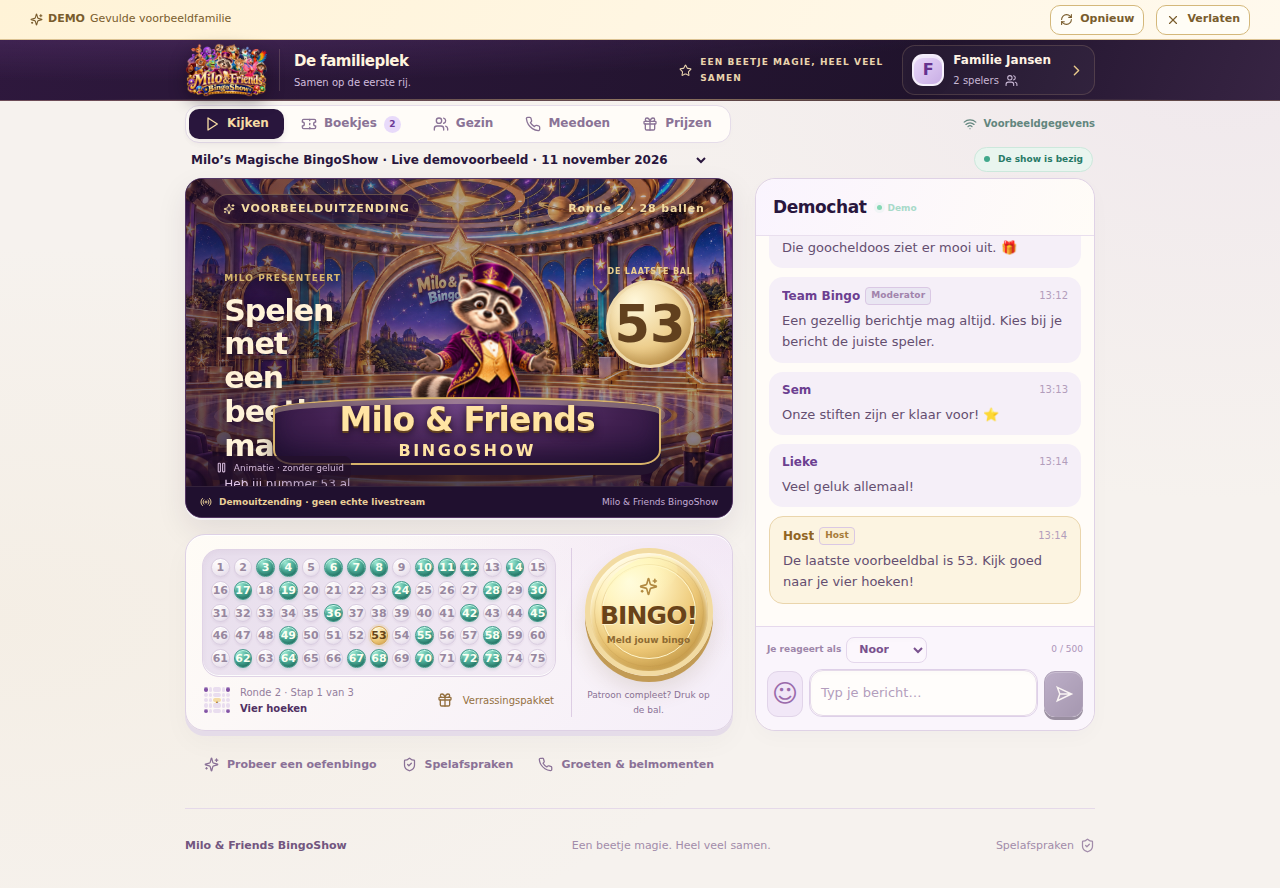 DEMO Gevulde voorbeeldfamilie
Opnieuw
Verlaten
Milo & Friends
BingoShow
De familieplek
Samen op de eerste rij.
EEN BEETJE MAGIE, HEEL VEEL
SAMEN
F
Familie Jansen
2 spelers
Kijken
Boekjes 2
Gezin
Meedoen
Prijzen
Voorbeeldgegevens
Milo’s Magische BingoShow · Live demovoorbeeld · 11 november 2026
De show is bezig
VOORBEELDUITZENDING
Ronde 2 · 28 ballen
MILO PRESENTEERT
DE LAATSTE BAL
53
Spelen
met
een
Milo & Friends
BINGOSHOW
Animatie · zonder geluid
Heb jij nummer 53 al
Demouitzending · geen echte livestream
Milo & Friends BingoShow
1 2 3 4 5 6 7 8 9 10 11 12 13 14 15
16 17 18 19 20 21 22 23 24 25 26 27 28 29 30
31 32 33 34 35 36 37 38 39 40 41 42 43 44 45
46 47 48 49 50 51 52 53 54 55 56 57 58 59 60
61 62 63 64 65 66 67 68 69 70 71 72 73 74 75
Ronde 2 · Stap 1 van 3
Vier hoeken
Verrassingspakket
BINGO!
Meld jouw bingo
Patroon compleet? Druk op
de bal.
Demochat
Demo
Die goocheldoos ziet er mooi uit. 🎁
Team Bingo Moderator 13:12
Een gezellig berichtje mag altijd. Kies bij je
bericht de juiste speler.
Sem 13:13
Onze stiften zijn er klaar voor! ⭐
Lieke 13:14
Veel geluk allemaal!
Host Host 13:14
De laatste voorbeeldbal is 53. Kijk goed
naar je vier hoeken!
Je reageert als Noor 0 / 500
Typ je bericht…
Probeer een oefenbingo
Spelafspraken
Groeten & belmomenten
Milo & Friends BingoShow
Een beetje magie. Heel veel samen.
Spelafspraken